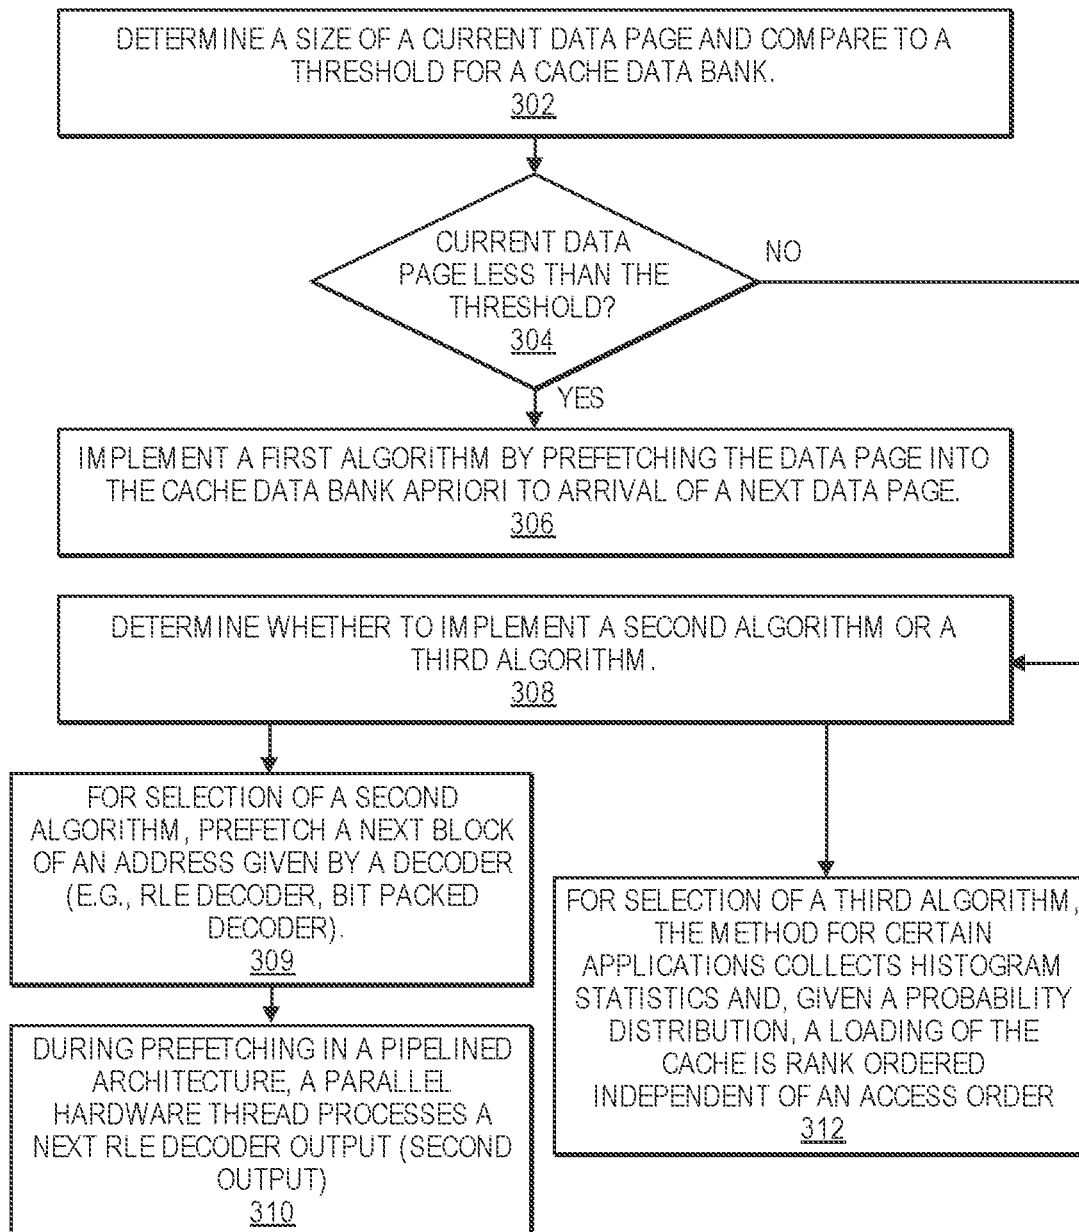 DETERMINE A SIZE OF A CURRENT DATA PAGE AND COMPARE TO A
THRESHOLD FOR A CACHE DATA BANK.
302
CURRENT DATA
PAGE LESS THAN THE
THRESHOLD?
304
NO
YES
IMPLEMENT A FIRST ALGORITHM BY PREFETCHING THE DATA PAGE INTO
THE CACHE DATA BANK APRIORI TO ARRIVAL OF A NEXT DATA PAGE.
306
DETERMINE WHETHER TO IMPLEMENT A SECOND ALGORITHM OR A
THIRD ALGORITHM.
308
FOR SELECTION OF A SECOND
ALGORITHM, PREFETCH A NEXT BLOCK
OF AN ADDRESS GIVEN BY A DECODER
(E.G., RLE DECODER, BIT PACKED
DECODER).
309
DURING PREFETCHING IN A PIPELINED
ARCHITECTURE, A PARALLEL
HARDWARE THREAD PROCESSES A
NEXT RLE DECODER OUTPUT (SECOND
OUTPUT)
310
FOR SELECTION OF A THIRD ALGORITHM,
THE METHOD FOR CERTAIN
APPLICATIONS COLLECTS HISTOGRAM
STATISTICS AND, GIVEN A PROBABILITY
DISTRIBUTION, A LOADING OF THE
CACHE IS RANK ORDERED
INDEPENDENT OF AN ACCESS ORDER
312